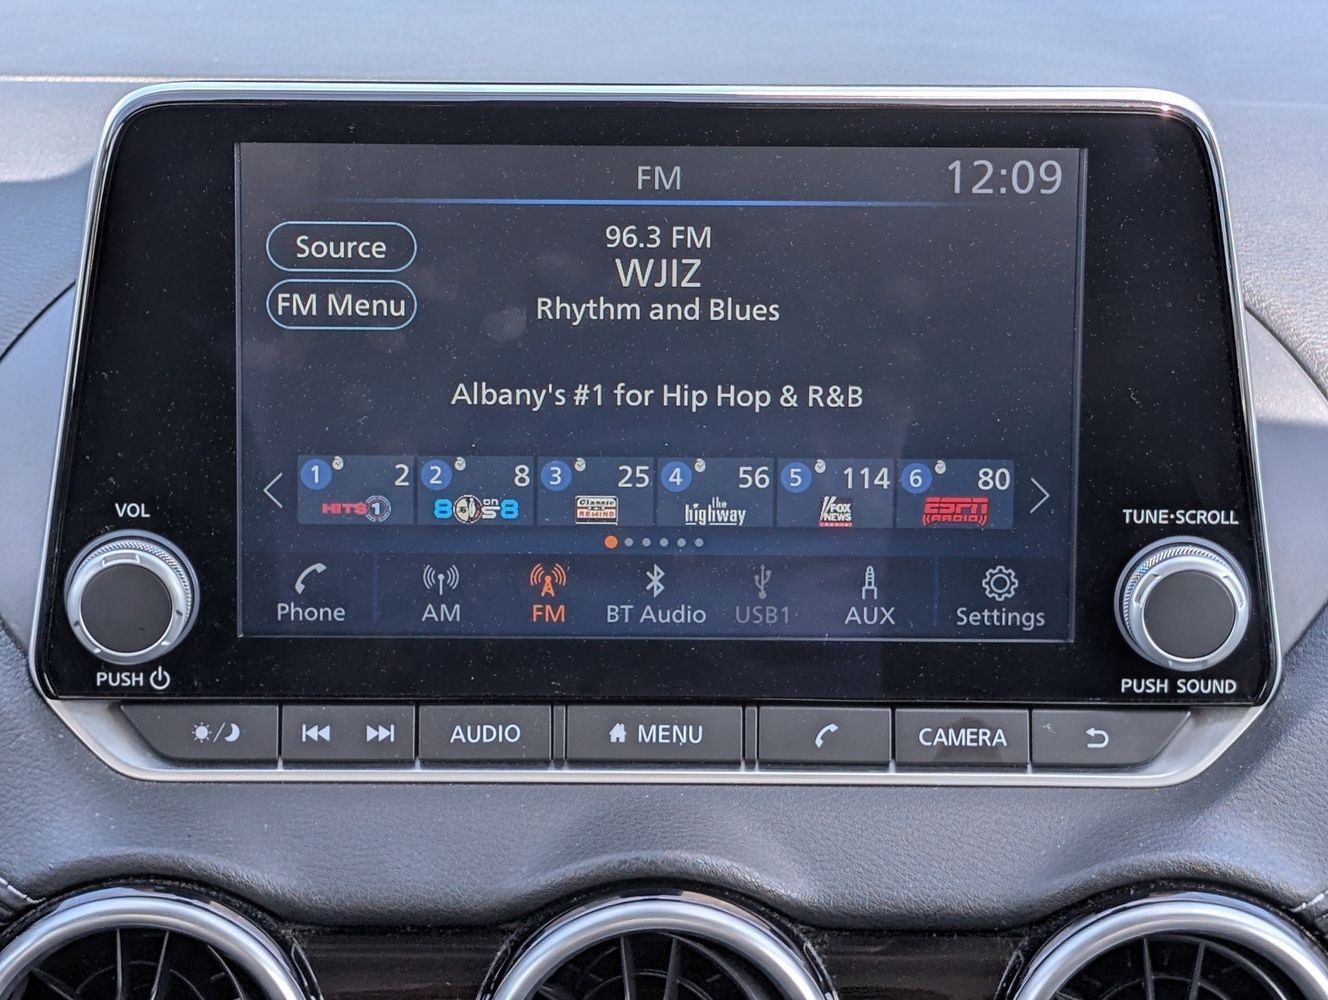 FM
12:09
Source
FM Menu
96.3 FM
WJIZ
Rhythm and Blues
Albany's #1 for Hip Hop & R&B
1 2
HITS 1
2 8
80s on 8
3 25
Classic
REWIND
4 56
the
highway
5 114
FOX
NEWS
channel
6 80
ESPN
RADIO
Phone
AM
FM
BT Audio
USB1
AUX
Settings
VOL
PUSH
TUNE·SCROLL
PUSH SOUND
AUDIO
MENU
CAMERA